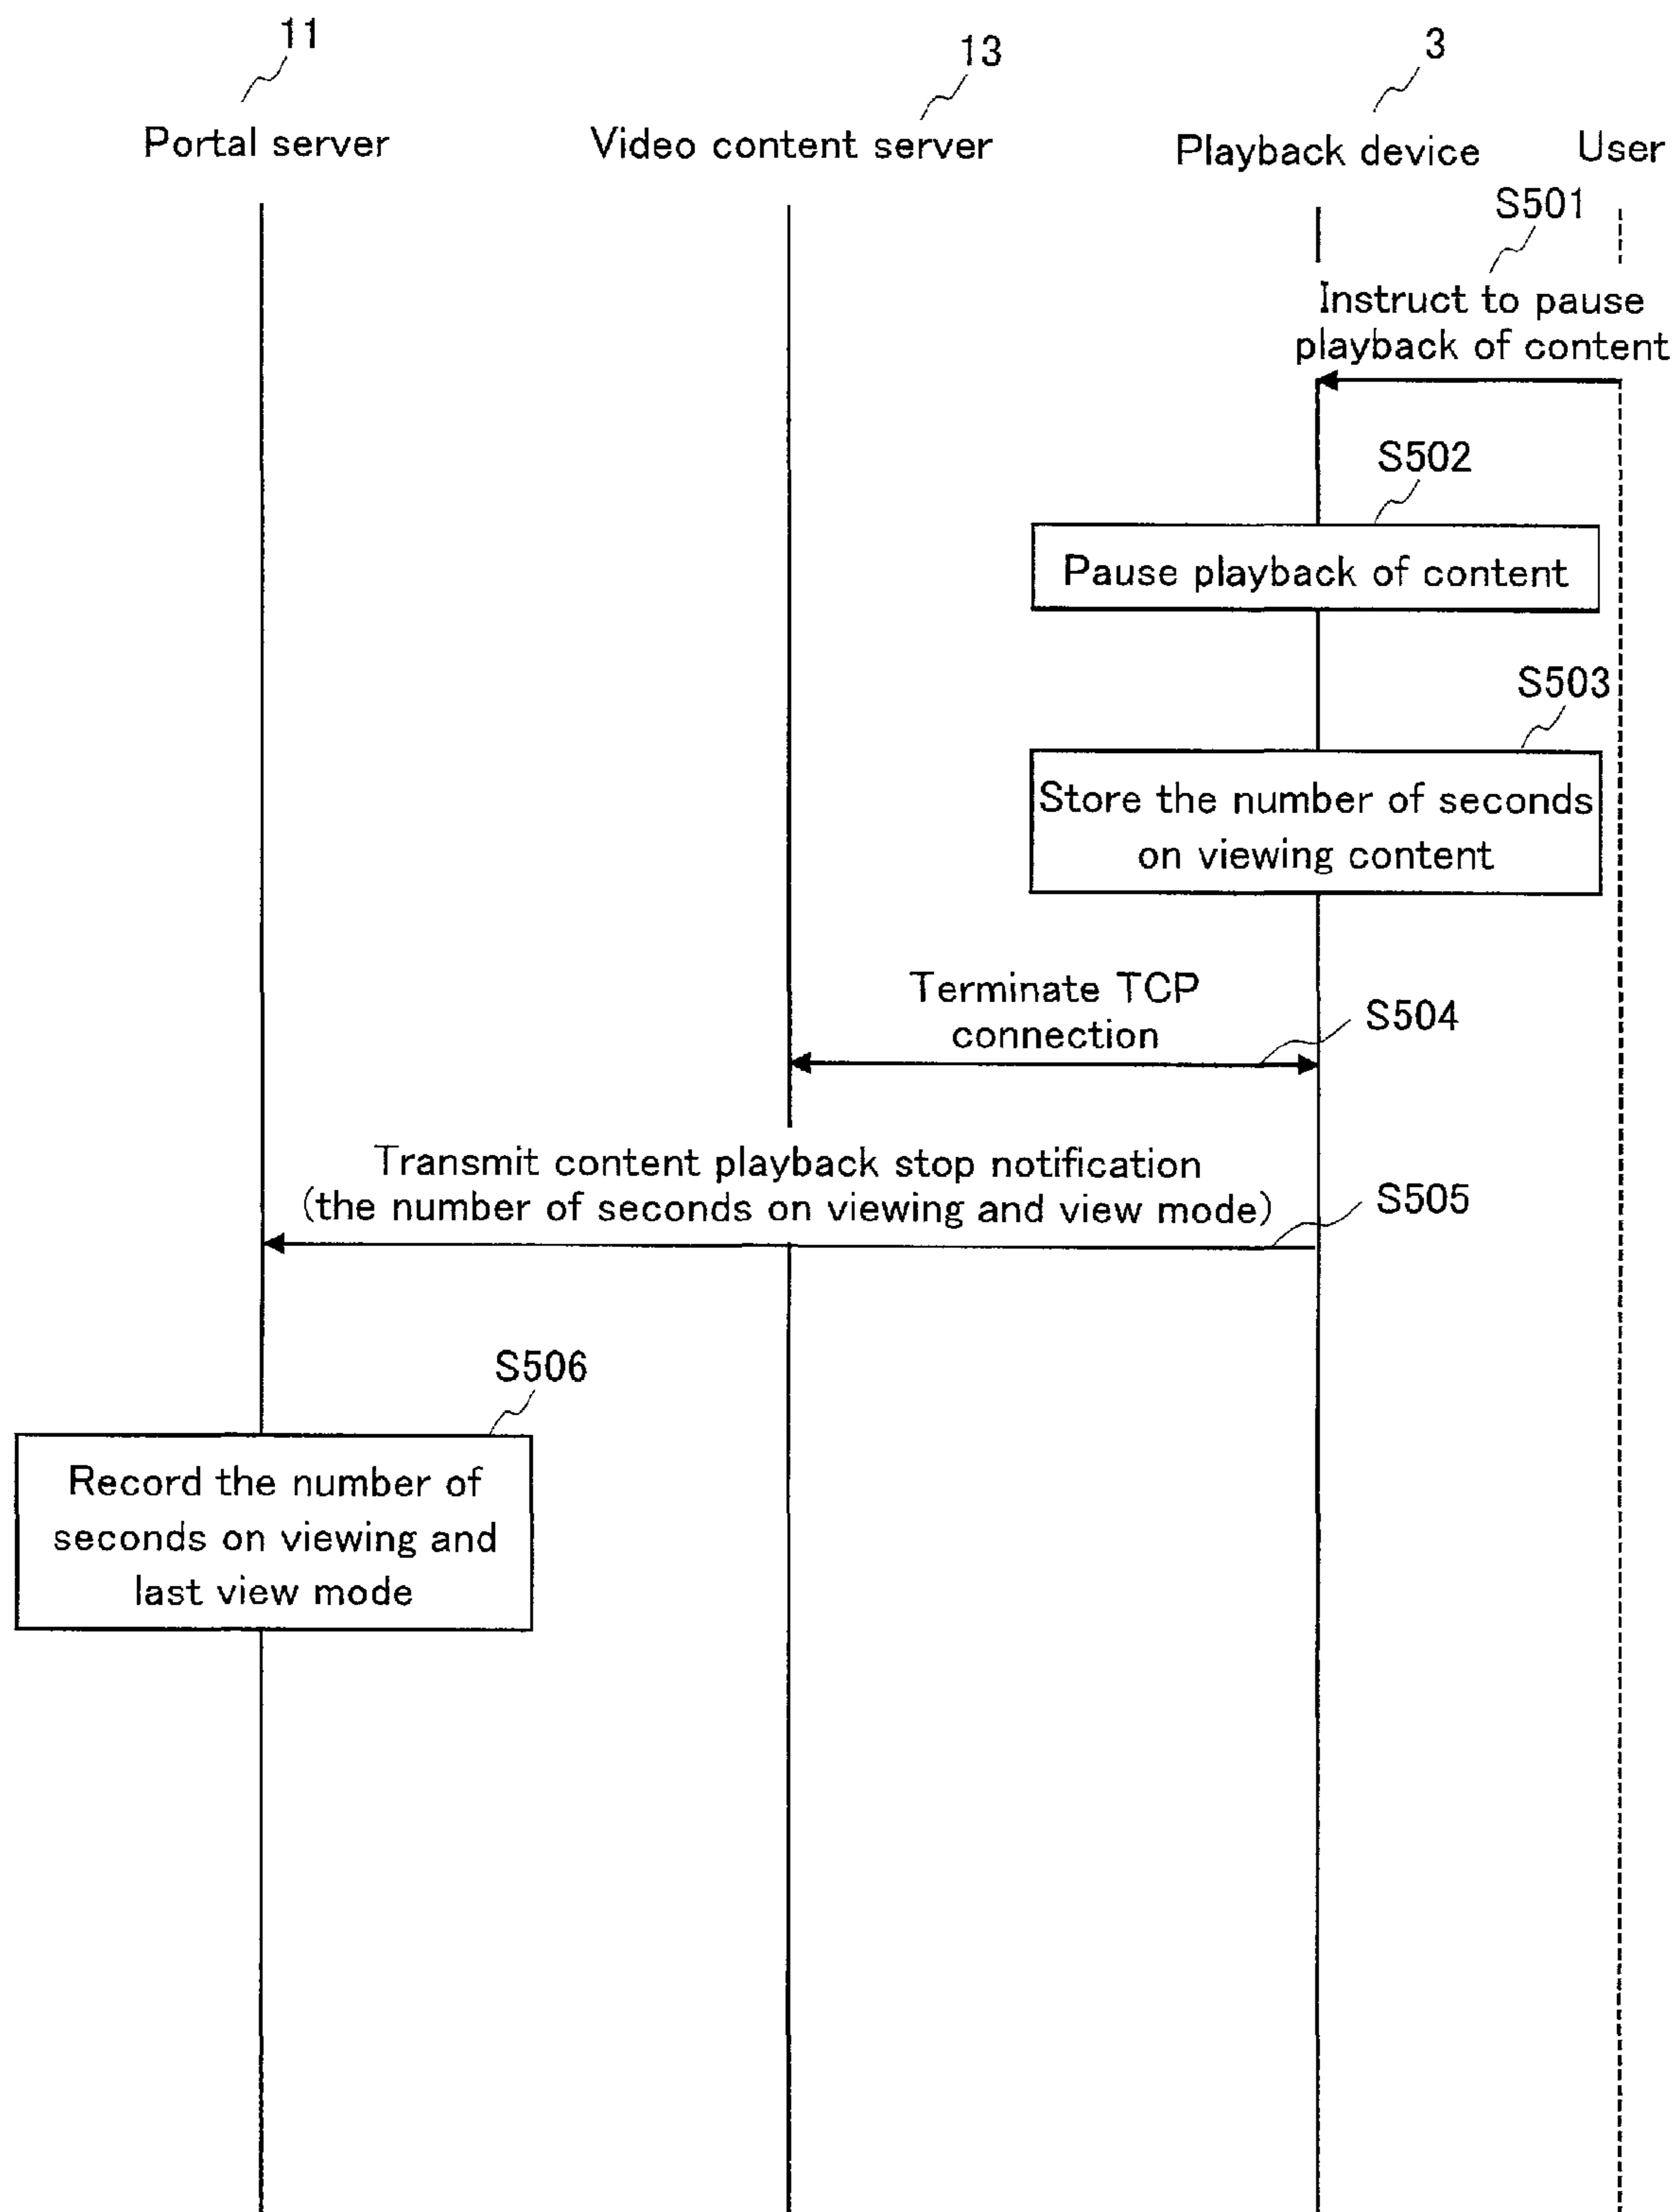 11
13
3
Portal server
Video content server
Playback device
User
S501
Instruct to pause
playback of content
S502
Pause playback of content
S503
Store the number of seconds
on viewing content
Terminate TCP
connection
S504
Transmit content playback stop notification
(the number of seconds on viewing and view mode)
S505
S506
Record the number of
seconds on viewing and
last view mode